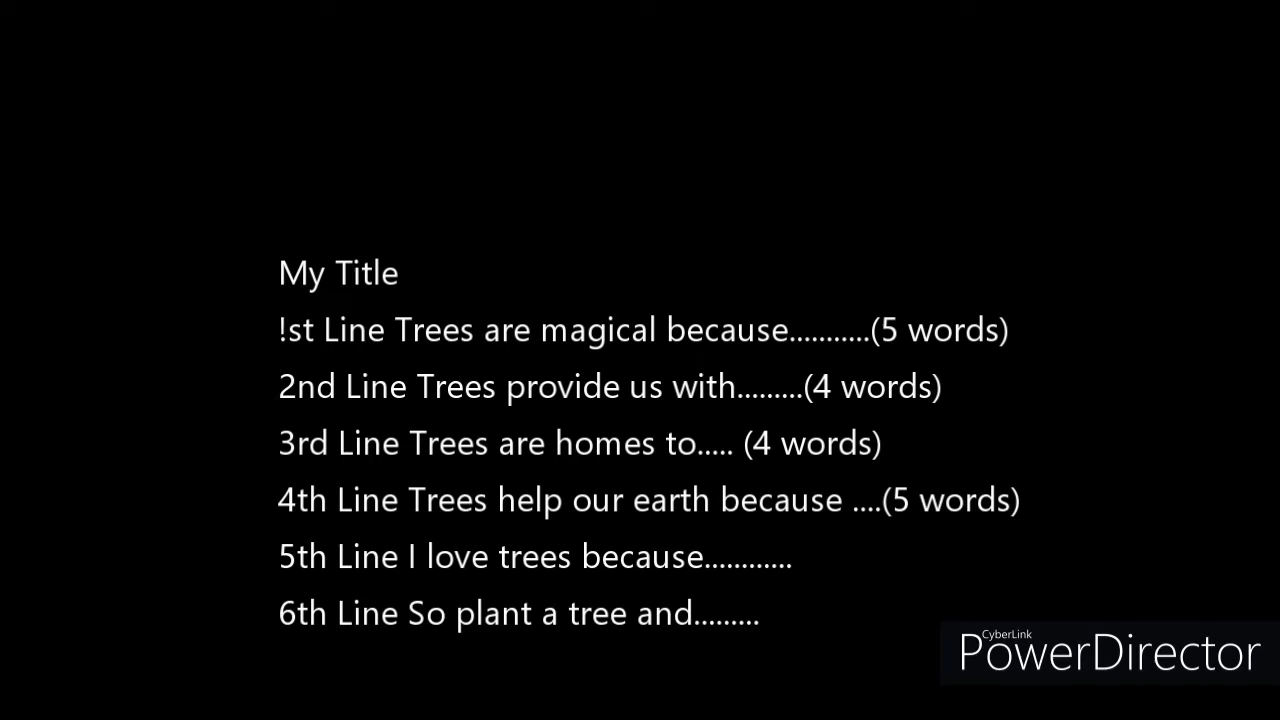 My Title
!st Line Trees are magical because...........(5 words)
2nd Line Trees provide us with.........(4 words)
3rd Line Trees are homes to..... (4 words)
4th Line Trees help our earth because ....(5 words)
5th Line I love trees because............
6th Line So plant a tree and.........
CyberLink
PowerDirector